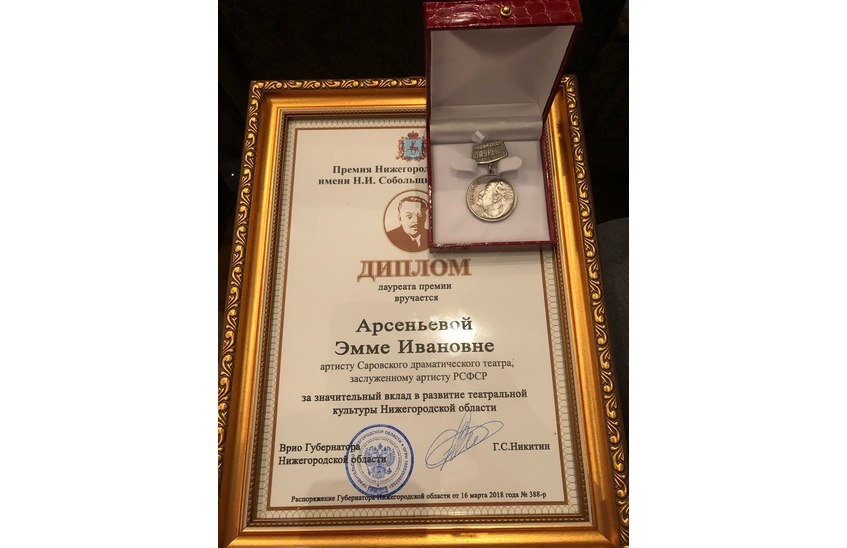 Премия Нижегород
имени Н.И. Собольщ
ДИПЛОМ
лауреата премии
вручается
Арсеньевой
Эмме Ивановне
артисту Саровского драматического театра,
заслуженному артисту РСФСР
за значительный вклад в развитие театральной
культуры Нижегородской области
Врио Губернатора
Нижегородской области
Г.С.Никитин
Распоряжение Губернатора Нижегородской области от 16 марта 2018 года № 388-р